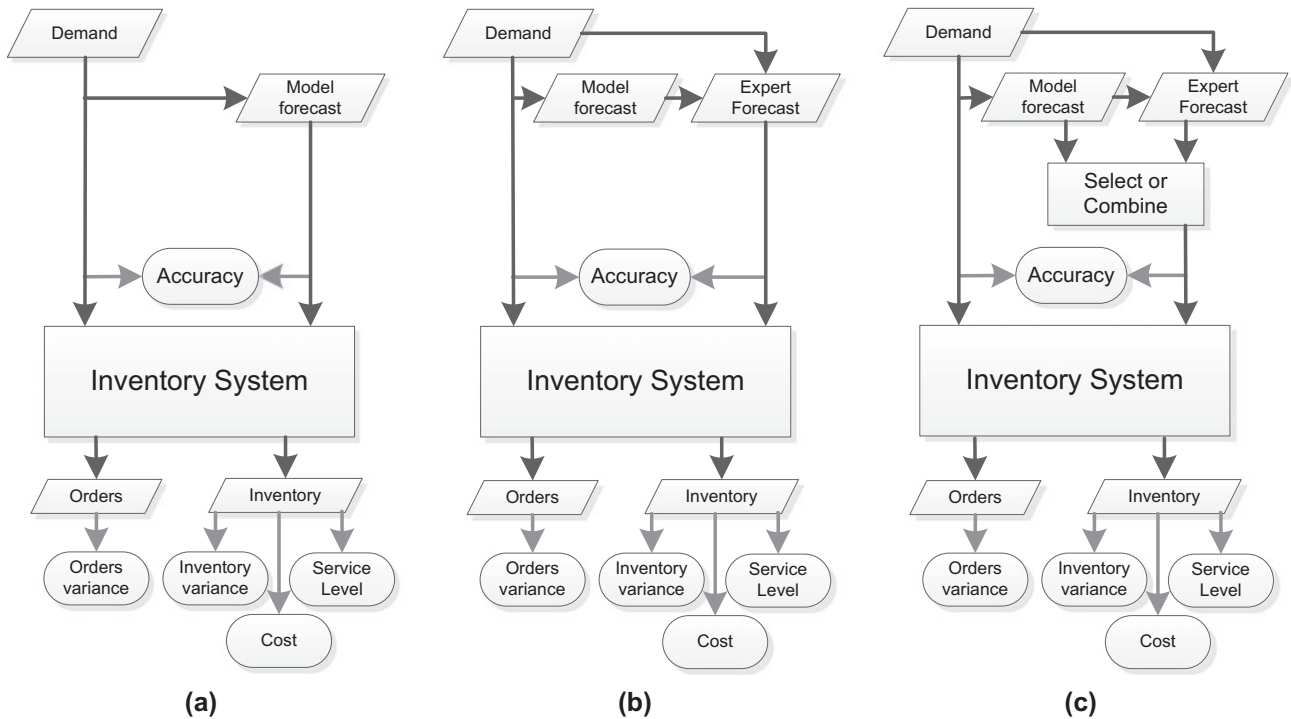 Demand
Model
forecast
Accuracy
Inventory System
Orders
Inventory
Orders
variance
Inventory
variance
Service
Level
Cost
(a)
Demand
Model
forecast
Expert
Forecast
Accuracy
Inventory System
Orders
Inventory
Orders
variance
Inventory
variance
Service
Level
Cost
(b)
Demand
Model
forecast
Expert
Forecast
Select or
Combine
Accuracy
Inventory System
Orders
Inventory
Orders
variance
Inventory
variance
Service
Level
Cost
(c)